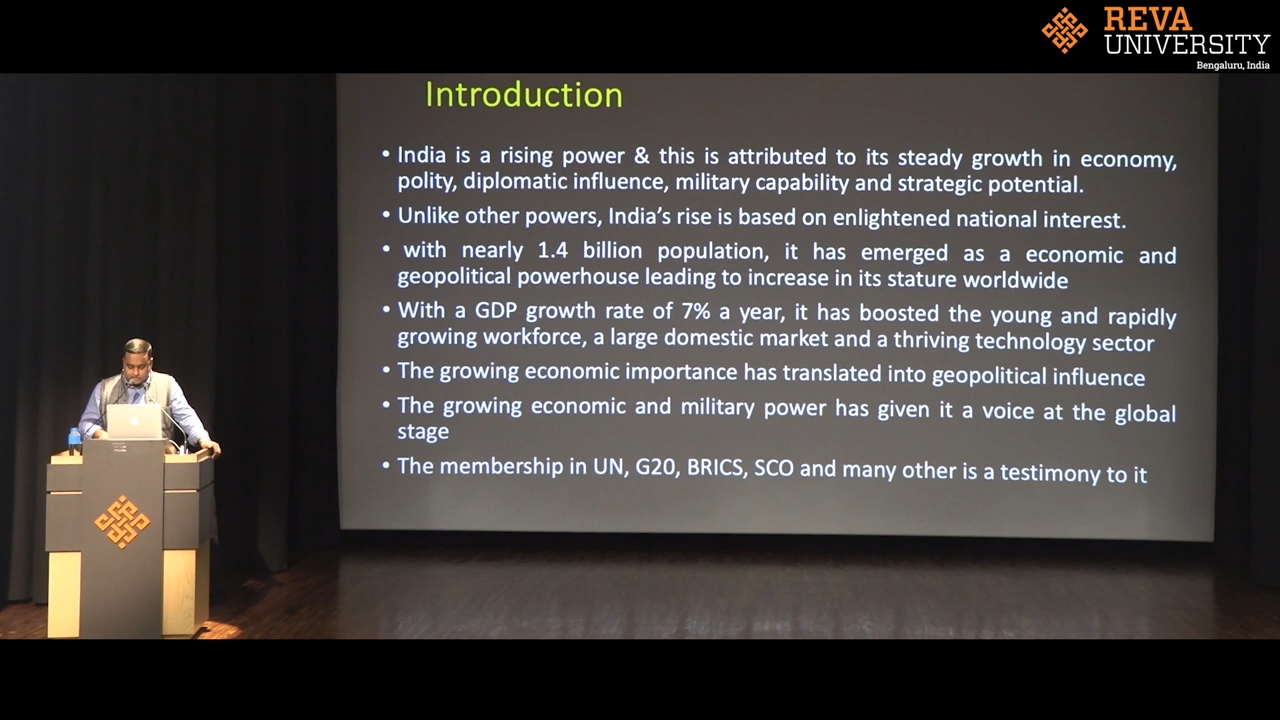 REVA
UNIVERSITY
Bengaluru, India
Introduction
• India is a rising power & this is attributed to its steady growth in economy,
polity, diplomatic influence, military capability and strategic potential.
• Unlike other powers, India's rise is based on enlightened national interest.
• with nearly 1.4 billion population, it has emerged as a economic and
geopolitical powerhouse leading to increase in its stature worldwide
• With a GDP growth rate of 7% a year, it has boosted the young and rapidly
growing workforce, a large domestic market and a thriving technology sector
• The growing economic importance has translated into geopolitical influence
• The growing economic and military power has given it a voice at the global
stage
• The membership in UN, G20, BRICS, SCO and many other is a testimony to it